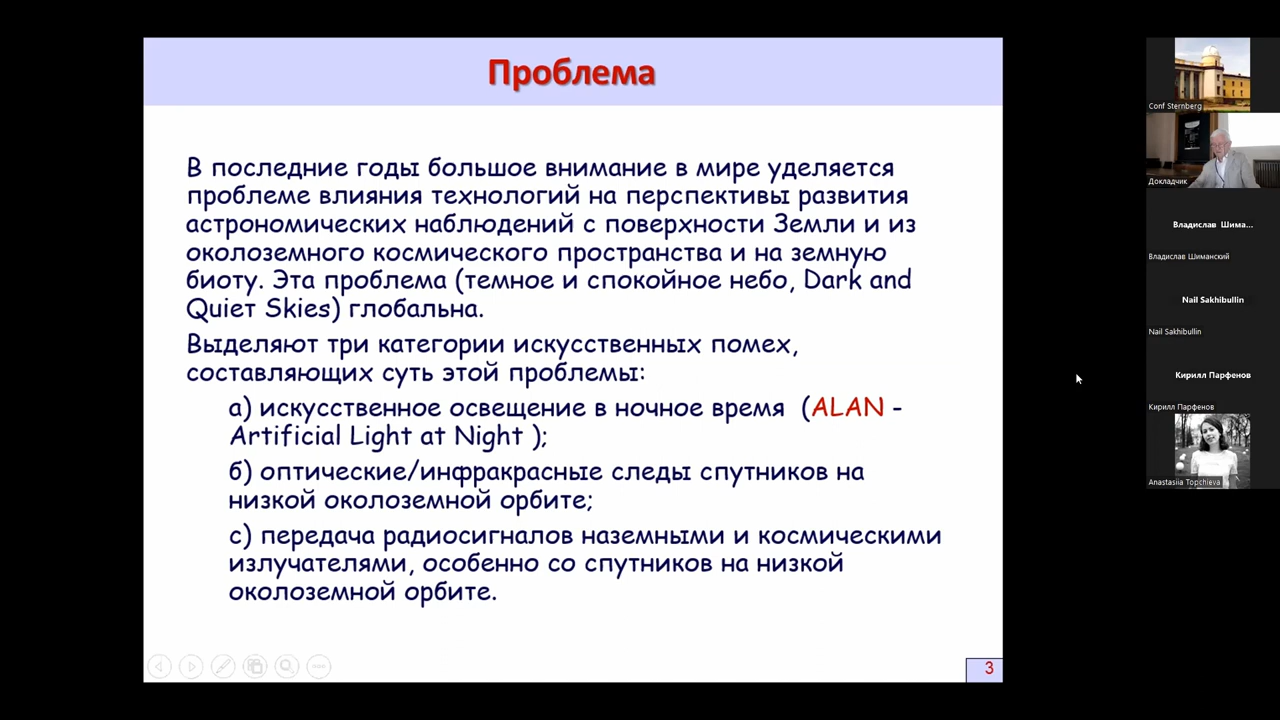 Проблема
В последние годы большое внимание в мире уделяется
проблеме влияния технологий на перспективы развития
астрономических наблюдений с поверхности Земли и из
околоземного космического пространства и на земную
биоту. Эта проблема (темное и спокойное небо, Dark and
Quiet Skies) глобальна.
Выделяют три категории искусственных помех,
составляющих суть этой проблемы:
а) искусственное освещение в ночное время (ALAN -
Artificial Light at Night );
б) оптические/инфракрасные следы спутников на
низкой околоземной орбите;
с) передача радиосигналов наземными и космическими
излучателями, особенно со спутников на низкой
околоземной орбите.
3
Conf Sternberg
Докладчик
Владислав Шима...
Владислав Шиманский
Nail Sakhibullin
Nail Sakhibullin
Кирилл Парфенов
Кирилл Парфенов
Anastasiia Topchieva